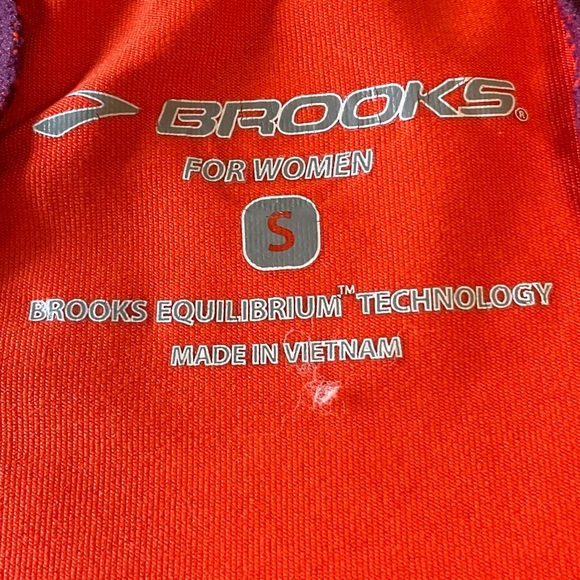 BROOKS®
FOR WOMEN
S
BROOKS EQUILIBRIUM™ TECHNOLOGY
MADE IN VIETNAM